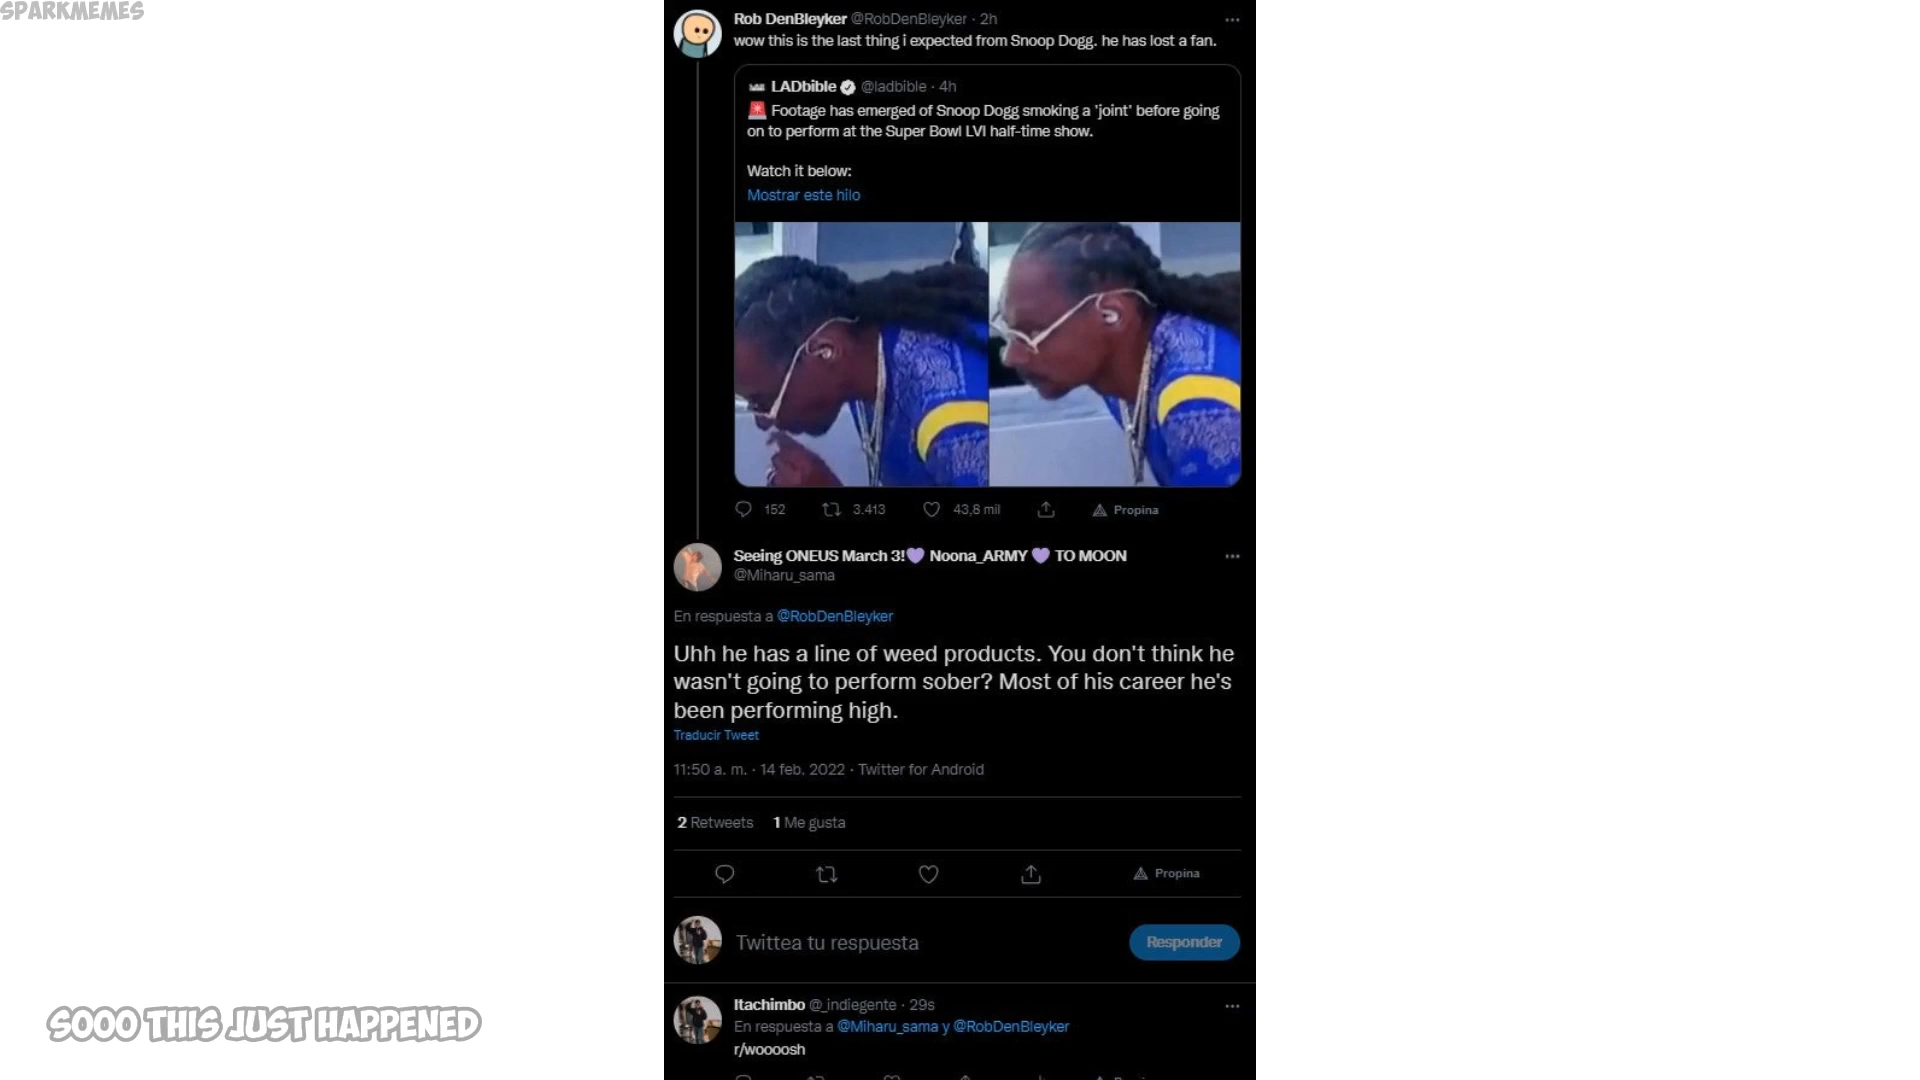 SPARKMEMES
Rob DenBleyker @RobDenBleyker · 2h
wow this is the last thing i expected from Snoop Dogg. he has lost a fan.
LADbible @ladbible · 4h
🚨 Footage has emerged of Snoop Dogg smoking a 'joint' before going
on to perform at the Super Bowl LVI half-time show.
Watch it below:
Mostrar este hilo
152 3.413 43,8 mil Propina
Seeing ONEUS March 3!💜 Noona_ARMY 💜 TO MOON
@Miharu_sama
En respuesta a @RobDenBleyker
Uhh he has a line of weed products. You don't think he
wasn't going to perform sober? Most of his career he's
been performing high.
Traducir Tweet
11:50 a. m. · 14 feb. 2022 · Twitter for Android
2 Retweets 1 Me gusta
Propina
Twittea tu respuesta Responder
Itachimbo @_indiegente · 29s
En respuesta a @Miharu_sama y @RobDenBleyker
r/woooosh
SOOO THIS JUST HAPPENED